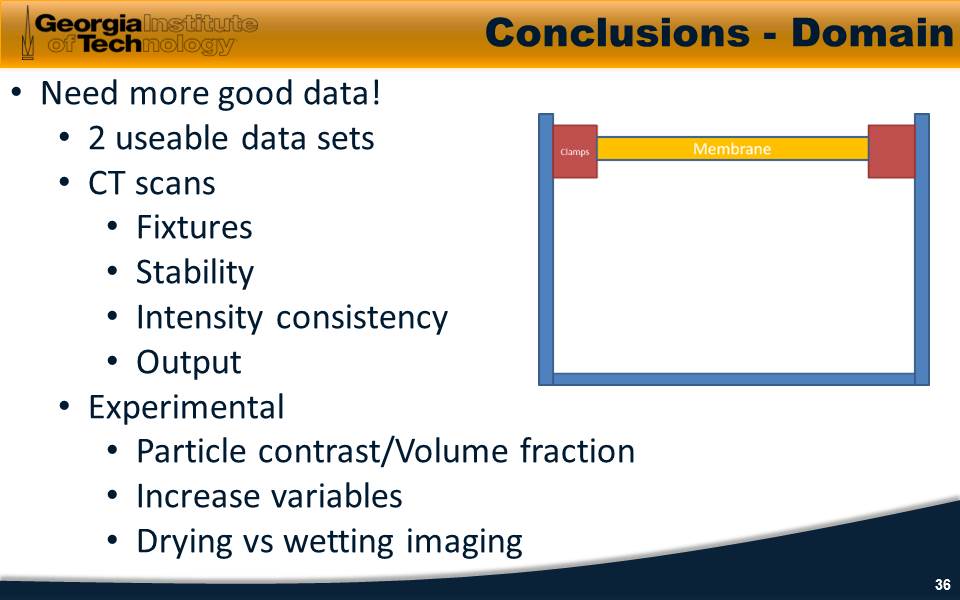 Georgia Institute
of Technology
Conclusions - Domain
• Need more good data!
• 2 useable data sets
• CT scans
• Fixtures
• Stability
• Intensity consistency
• Output
• Experimental
• Particle contrast/Volume fraction
• Increase variables
• Drying vs wetting imaging
Clamps
Membrane
36